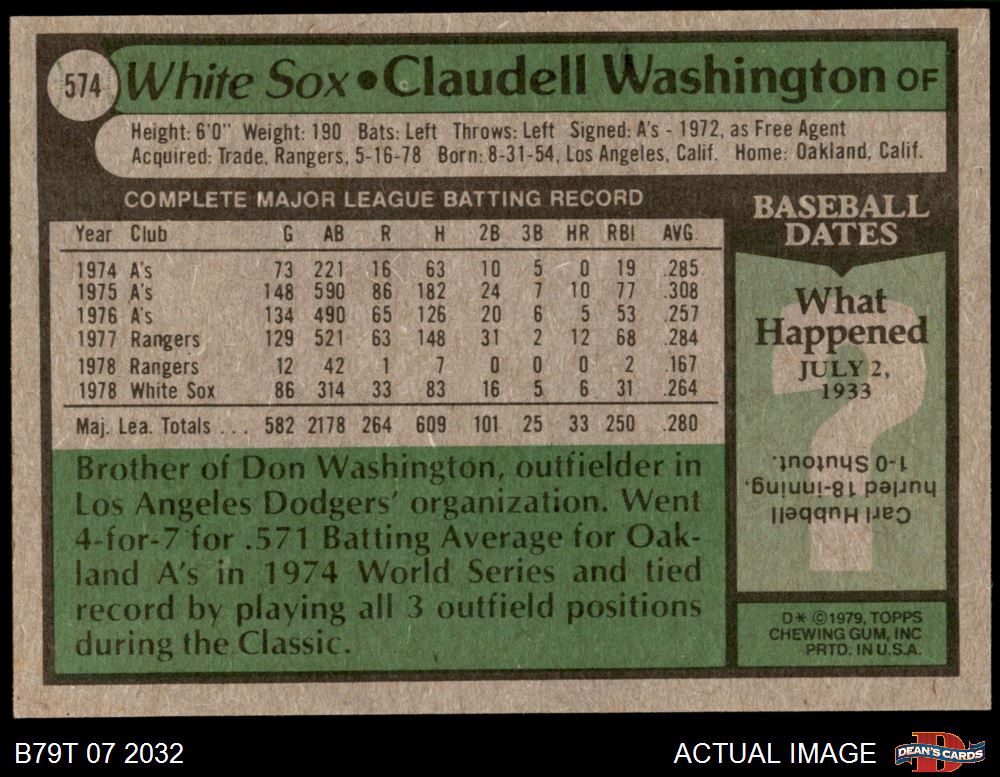 574
White Sox • Claudell Washington OF
Height: 6'0" Weight: 190 Bats: Left Throws: Left Signed: A's - 1972, as Free Agent
Acquired: Trade, Rangers, 5-16-78 Born: 8-31-54, Los Angeles, Calif. Home: Oakland, Calif.
COMPLETE MAJOR LEAGUE BATTING RECORD
Year Club G AB R H 2B 3B HR RBI AVG.
1974 A's 73 221 16 63 10 5 0 19 .285
1975 A's 148 590 86 182 24 7 10 77 .308
1976 A's 134 490 65 126 20 6 5 53 .257
1977 Rangers 129 521 63 148 31 2 12 68 .284
1978 Rangers 12 42 1 7 0 0 0 2 .167
1978 White Sox 86 314 33 83 16 5 6 31 .264
Maj. Lea. Totals . . . 582 2178 264 609 101 25 33 250 .280
Brother of Don Washington, outfielder in
Los Angeles Dodgers' organization. Went
4-for-7 for .571 Batting Average for Oak-
land A's in 1974 World Series and tied
record by playing all 3 outfield positions
during the Classic.
BASEBALL
DATES
What
Happened
JULY 2,
1933
?
Carl Hubbell
hurled 18-inning,
1-0 Shutout.
D* ©1979, TOPPS
CHEWING GUM, INC
PRTD. IN U.S.A.
B79T 07 2032
ACTUAL IMAGE
D
DEAN'S CARDS